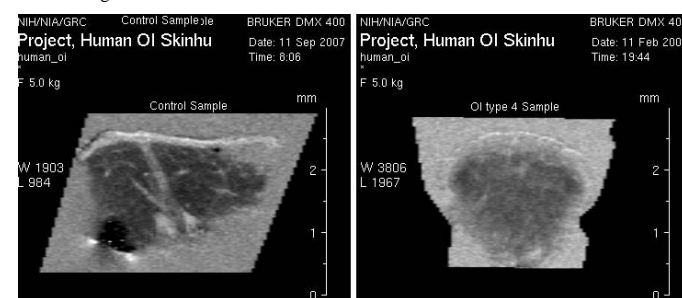 NIH/NIA/GRC
Control Sample
BRUKER DMX 400
Project, Human OI Skinhu
Date: 11 Sep 2007
human_oi
Time: 8:06
*
F 5.0 kg
mm
Control Sample
W 1903
L 984
2
1
0
NIH/NIA/GRC
BRUKER DMX 400
Project, Human OI Skinhu
Date: 11 Feb 200
human_oi
Time: 19:44
*
F 5.0 kg
mm
OI type 4 Sample
W 3806
L 1967
2
1
0